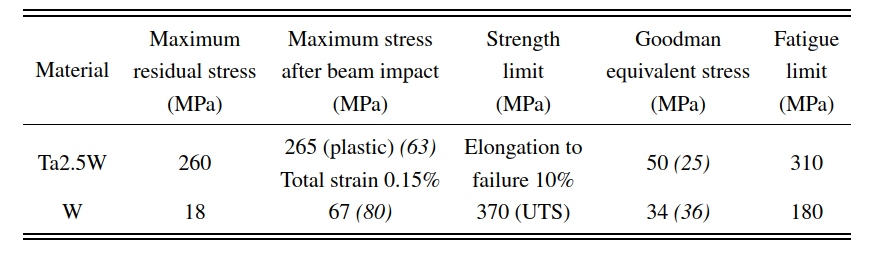 Material Maximum residual stress (MPa) Maximum stress after beam impact (MPa) Strength limit (MPa) Goodman equivalent stress (MPa) Fatigue limit (MPa)
Ta2.5W 260 265 (plastic) (63) Total strain 0.15% Elongation to failure 10% 50 (25) 310
W 18 67 (80) 370 (UTS) 34 (36) 180